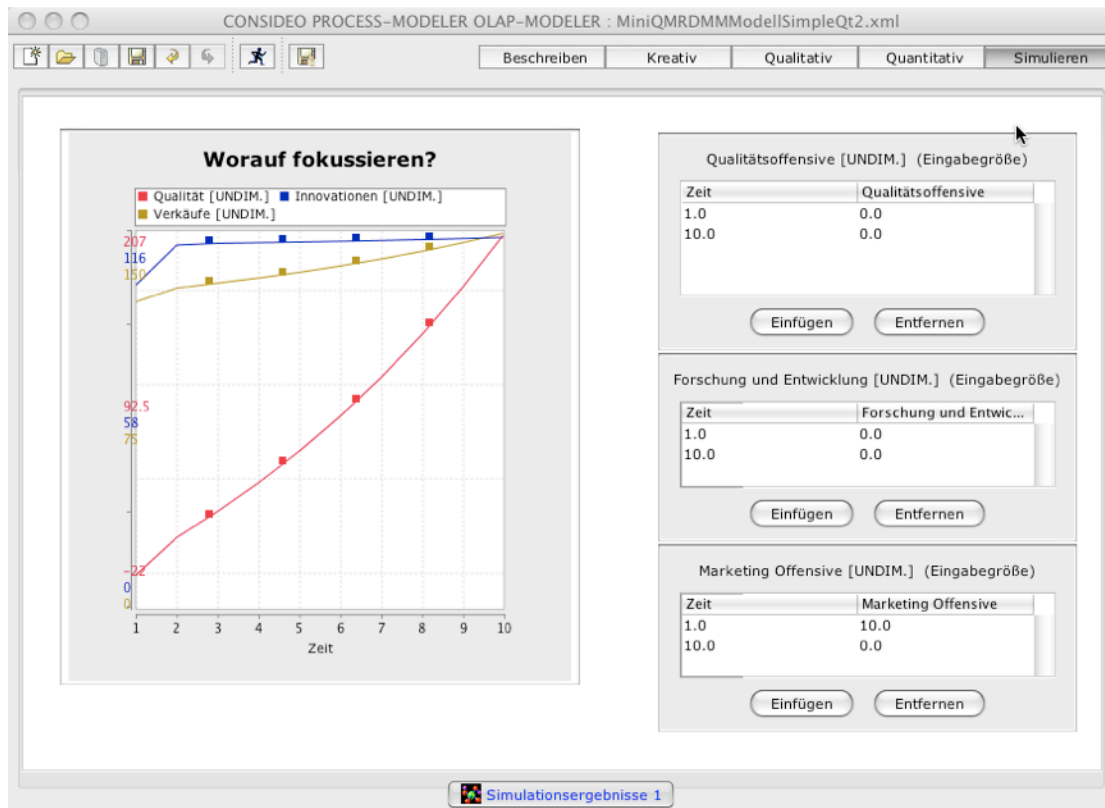 CONSIDEO PROCESS-MODELER OLAP-MODELER : MiniQMRDMMModellSimpleQt2.xml
Beschreiben Kreativ Qualitativ Quantitativ Simulieren
Worauf fokussieren?
Qualität [UNDIM.] Innovationen [UNDIM.]
Verkäufe [UNDIM.]
207
116
150
92.5
58
75
-22
0
0
1 2 3 4 5 6 7 8 9 10
Zeit
Qualitätsoffensive [UNDIM.] (Eingabegröße)
Zeit Qualitätsoffensive
1.0 0.0
10.0 0.0
Einfügen Entfernen
Forschung und Entwicklung [UNDIM.] (Eingabegröße)
Zeit Forschung und Entwic...
1.0 0.0
10.0 0.0
Einfügen Entfernen
Marketing Offensive [UNDIM.] (Eingabegröße)
Zeit Marketing Offensive
1.0 10.0
10.0 0.0
Einfügen Entfernen
Simulationsergebnisse 1